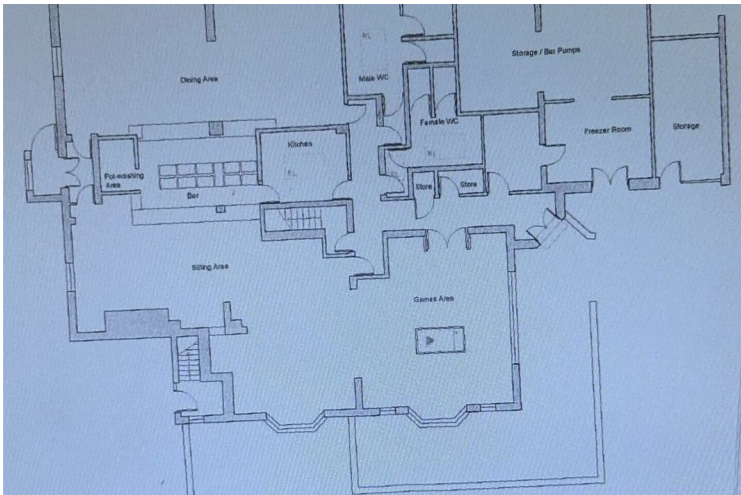 Storage / Bar Pumps
Dining Area
Male WC
Female WC
Freezer Room
Storage
Kitchen
Pot-washing
Area
Bar
Store
Store
Sitting Area
Games Area